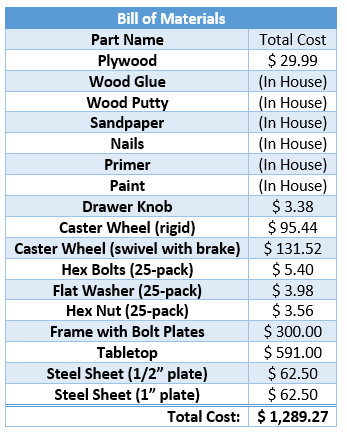 Bill of Materials
Part Name Total Cost
Plywood $ 29.99
Wood Glue (In House)
Wood Putty (In House)
Sandpaper (In House)
Nails (In House)
Primer (In House)
Paint (In House)
Drawer Knob $ 3.38
Caster Wheel (rigid) $ 95.44
Caster Wheel (swivel with brake) $ 131.52
Hex Bolts (25-pack) $ 5.40
Flat Washer (25-pack) $ 3.98
Hex Nut (25-pack) $ 3.56
Frame with Bolt Plates $ 300.00
Tabletop $ 591.00
Steel Sheet (1/2” plate) $ 62.50
Steel Sheet (1” plate) $ 62.50
Total Cost: $ 1,289.27